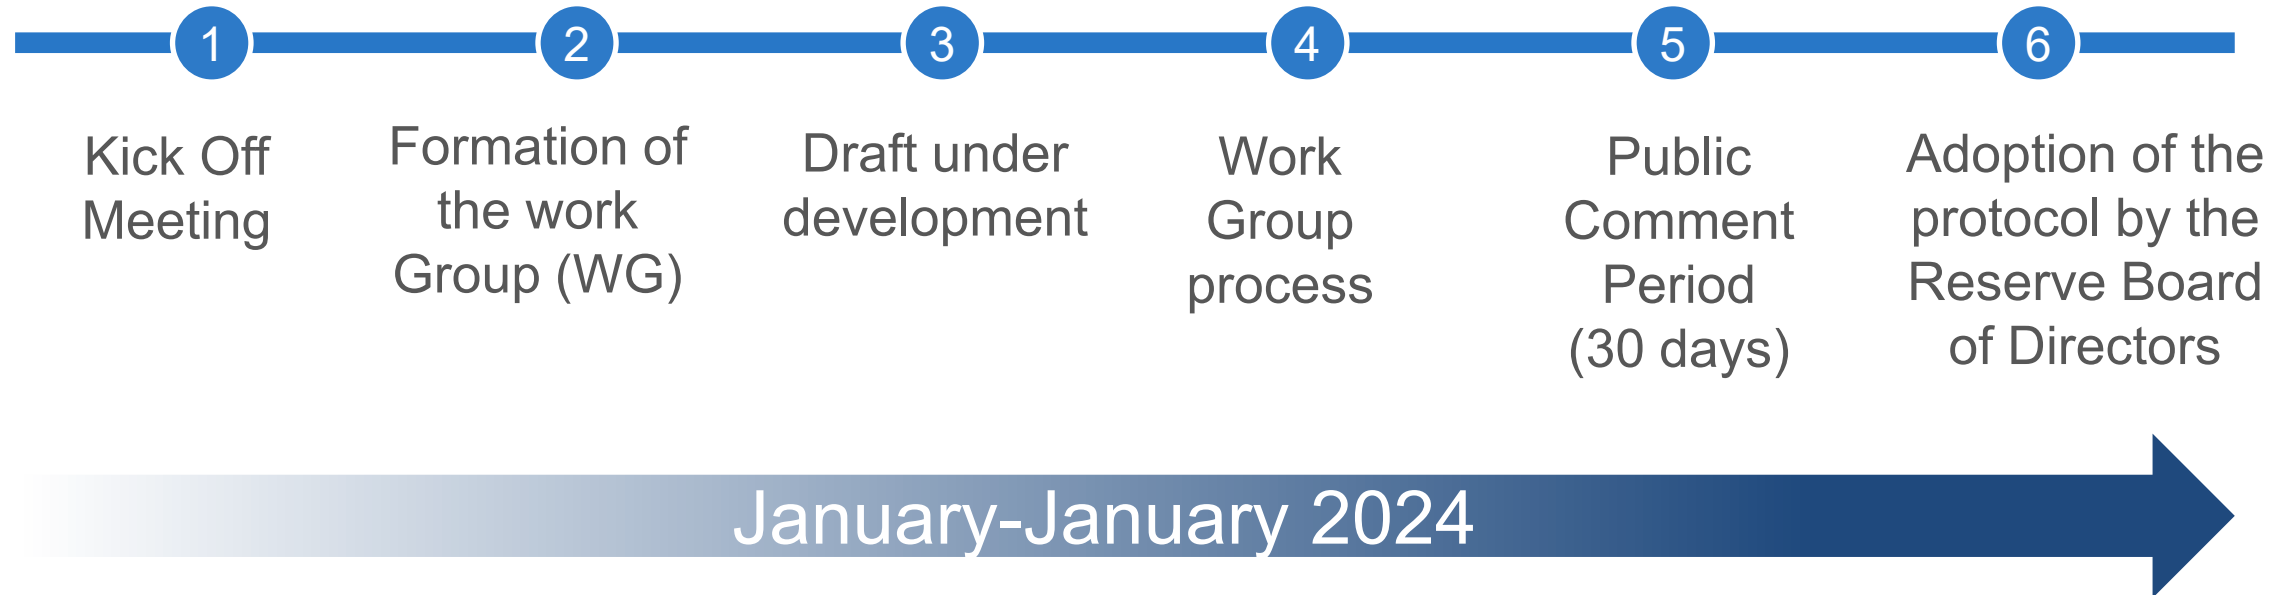 1
2
3
4
5
6
Kick Off
Meeting
Formation of
the work
Group (WG)
Draft under
development
Work
Group
process
Public
Comment
Period
(30 days)
Adoption of the
protocol by the
Reserve Board
of Directors
January-January 2024